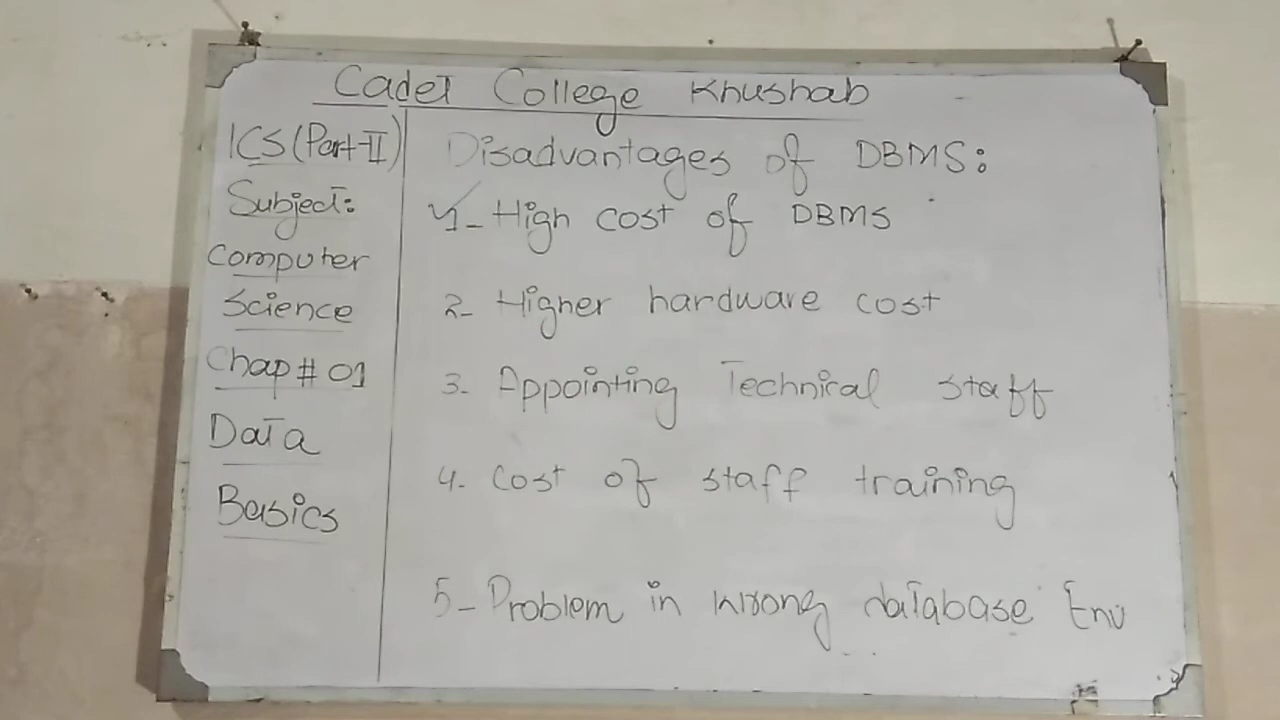 Cadet College Khushab
ICS (Part-II)
Subject:
Computer
Science
Chap # 01
Data
Basics
Disadvantages of DBMS:
1- High cost of DBMS
2- Higher hardware cost
3- Appointing Technical staff
4- Cost of staff training
5- Problem in wrong database Env